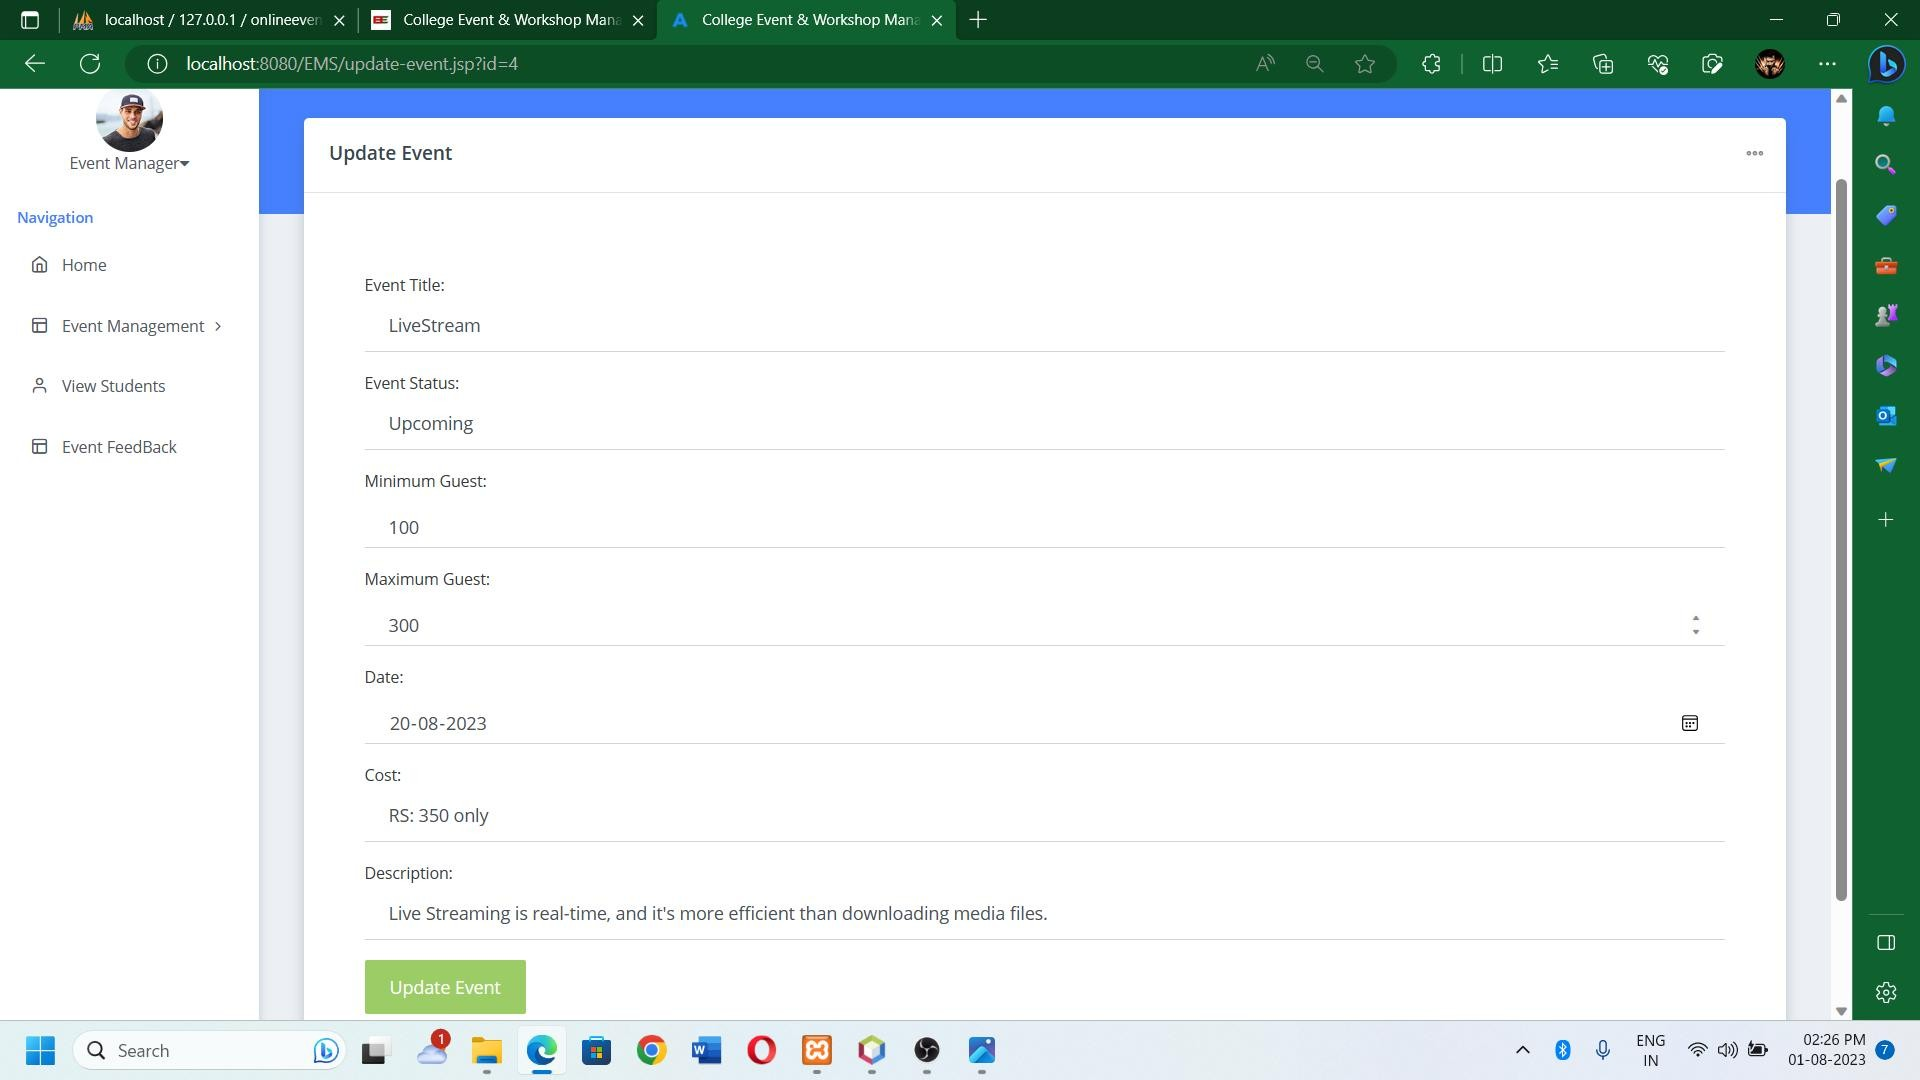 localhost / 127.0.0.1 / onlineeven
College Event & Workshop Mana
College Event & Workshop Mana
localhost:8080/EMS/update-event.jsp?id=4
Event Manager
Navigation
Home
Event Management
View Students
Event FeedBack
Update Event
Event Title:
LiveStream
Event Status:
Upcoming
Minimum Guest:
100
Maximum Guest:
300
Date:
20-08-2023
Cost:
RS: 350 only
Description:
Live Streaming is real-time, and it's more efficient than downloading media files.
Update Event
Search
1
ENG
IN
02:26 PM
01-08-2023
7